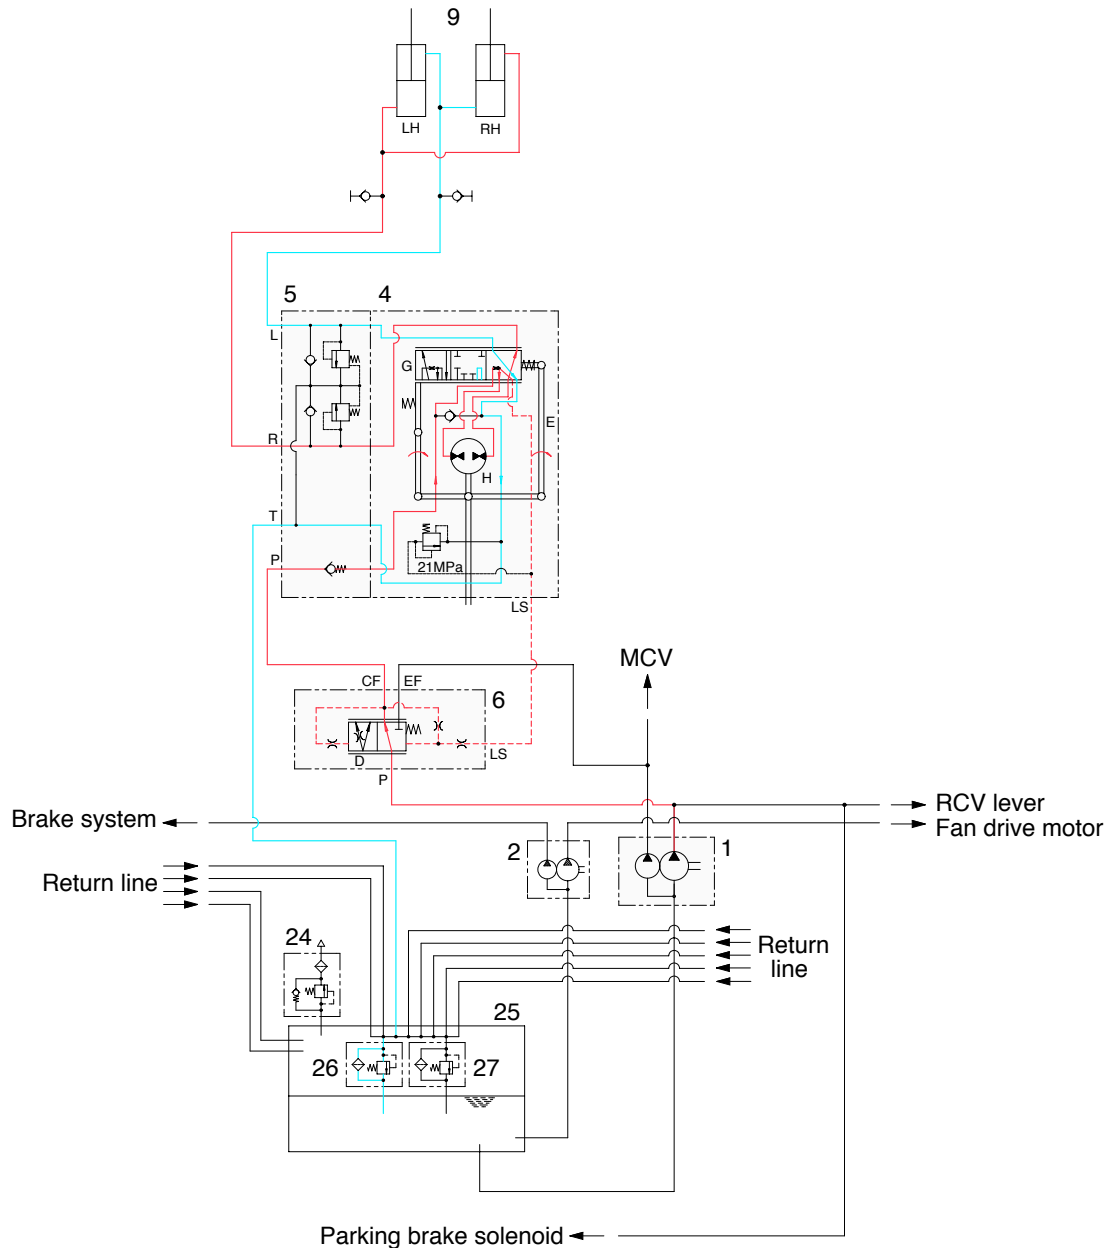 9
LH RH
5 4
L
G
R
E
H
T
P
21MPa
LS
MCV
CF EF 6
LS
D
P
RCV lever
Brake system
Fan drive motor
2 1
Return line
24
Return
line
25
26 27
Parking brake solenoid